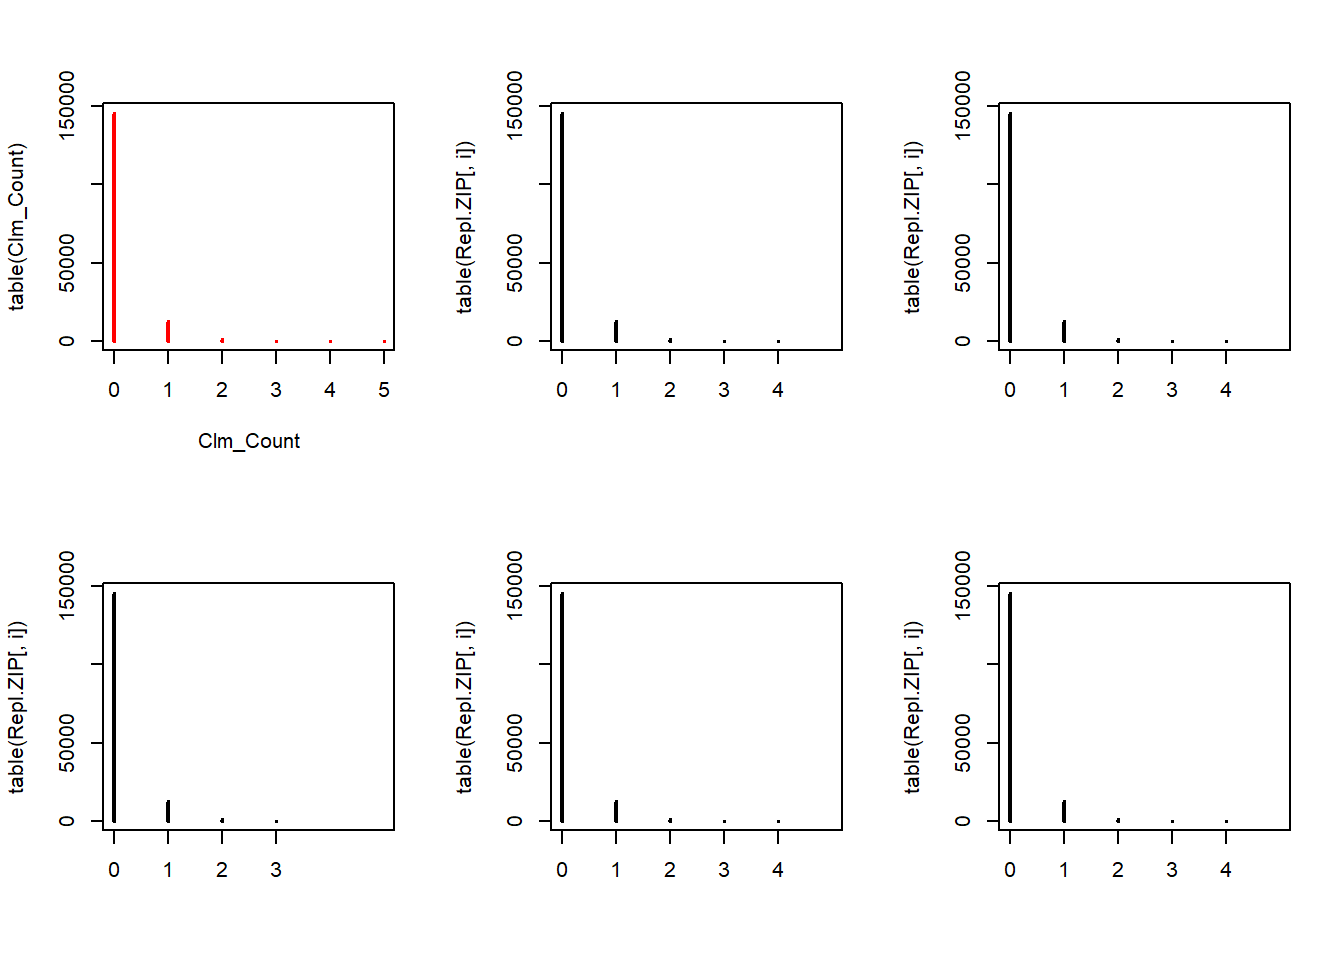 table(Clm_Count)
150000
50000
0
0 1 2 3 4 5
Clm_Count
table(Repl.ZIP[, i])
150000
50000
0
0 1 2 3 4
table(Repl.ZIP[, i])
150000
50000
0
0 1 2 3 4
table(Repl.ZIP[, i])
150000
50000
0
0 1 2 3
table(Repl.ZIP[, i])
150000
50000
0
0 1 2 3 4
table(Repl.ZIP[, i])
150000
50000
0
0 1 2 3 4